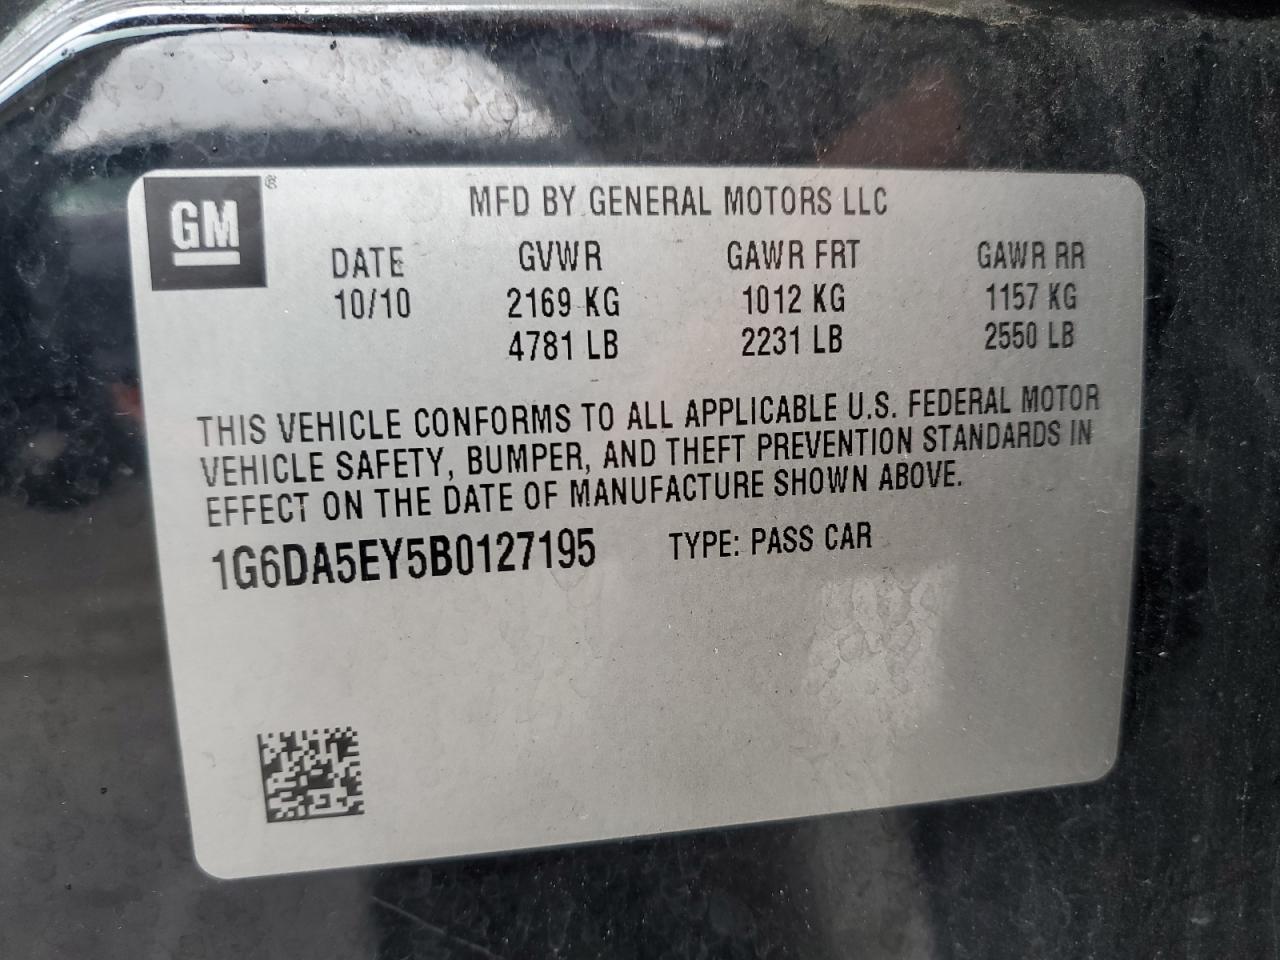 GM ®
MFD BY GENERAL MOTORS LLC
DATE GVWR GAWR FRT GAWR RR
10/10 2169 KG 1012 KG 1157 KG
4781 LB 2231 LB 2550 LB
THIS VEHICLE CONFORMS TO ALL APPLICABLE U.S. FEDERAL MOTOR
VEHICLE SAFETY, BUMPER, AND THEFT PREVENTION STANDARDS IN
EFFECT ON THE DATE OF MANUFACTURE SHOWN ABOVE.
1G6DA5EY5B0127195 TYPE: PASS CAR